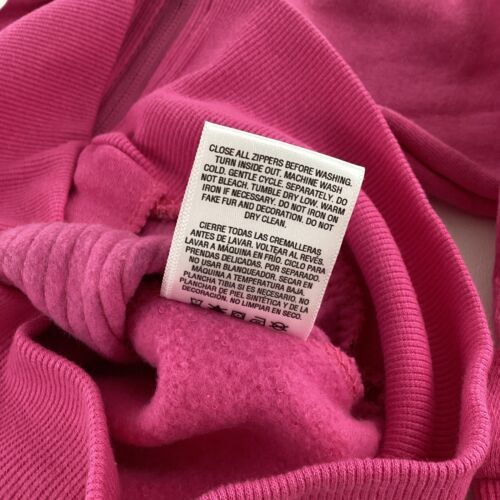 CLOSE ALL ZIPPERS BEFORE WASHING.
TURN INSIDE OUT. MACHINE WASH
COLD. GENTLE CYCLE. SEPARATELY. DO
NOT BLEACH. TUMBLE DRY LOW. WARM
IRON IF NECESSARY. DO NOT IRON ON
FAKE FUR AND DECORATION. DO NOT
DRY CLEAN.
CIERRE TODAS LAS CREMALLERAS
ANTES DE LAVAR. VOLTEAR AL REVÉS.
LAVAR A MÁQUINA EN FRÍO. CICLO PARA
PRENDAS DELICADAS. POR SEPARADO.
NO USAR BLANQUEADOR. SECAR EN
MÁQUINA A TEMPERATURA BAJA.
PLANCHA TIBIA SI ES NECESARIO. NO
PLANCHAR DE PIEL SINTÉTICA Y DE LA
DECORACIÓN. NO LIMPIAR EN SECO.